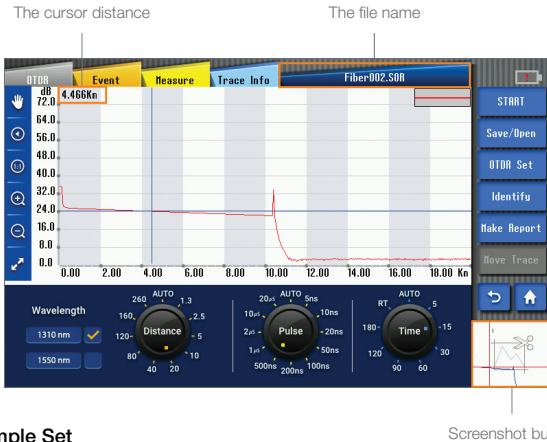 The cursor distance
The file name
OTDR
Event
Measure
Trace Info
Fiber002.SOR
dB
4.466Km
72.0
64.0
56.0
48.0
40.0
32.0
24.0
16.0
8.0
0.0
0.00 2.00 4.00 6.00 8.00 10.00 12.00 14.00 16.00 18.00 Km
1:1
START
Save/Open
OTDR Set
Identify
Make Report
Move Trace
Wavelength
1310 nm
1550 nm
AUTO
1.3
2.5
5
10
20
40
80
120
160
260
Distance
AUTO
5ns
10ns
20ns
50ns
100ns
200ns
500ns
1μs
2μs
10μs
20μs
Pulse
AUTO
5
15
30
60
90
120
180
RT
Time
Screenshot bu
mple Set